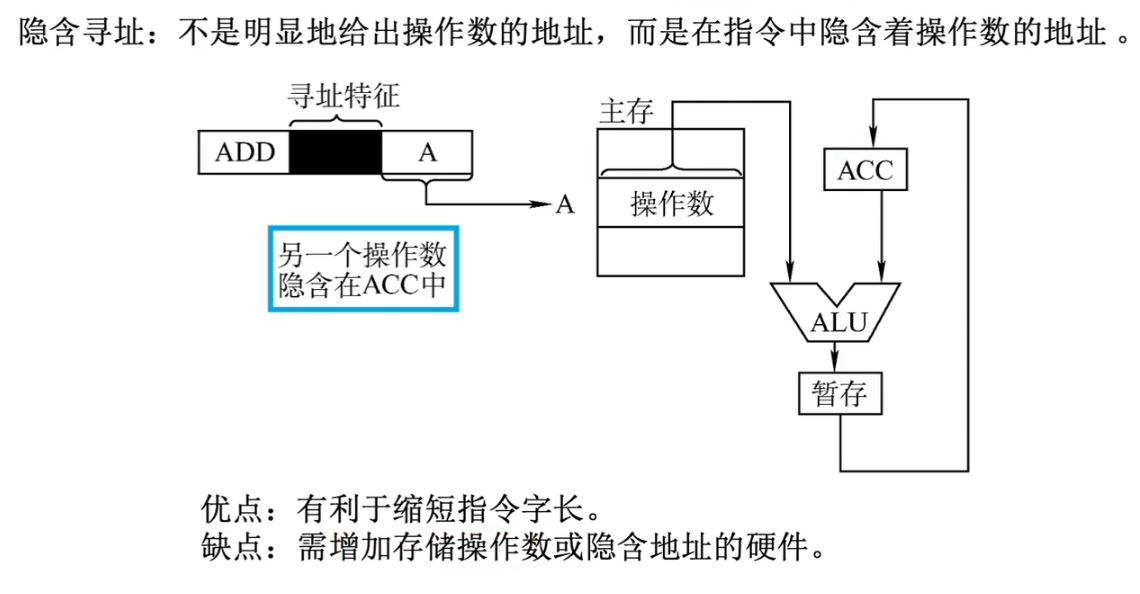 隐含寻址：不是明显地给出操作数的地址，而是在指令中隐含着操作数的地址 。
寻址特征
主存
ADD
A
ACC
A
操作数
另一个操作数
隐含在ACC中
ALU
暂存
优点：有利于缩短指令字长。
缺点：需增加存储操作数或隐含地址的硬件。